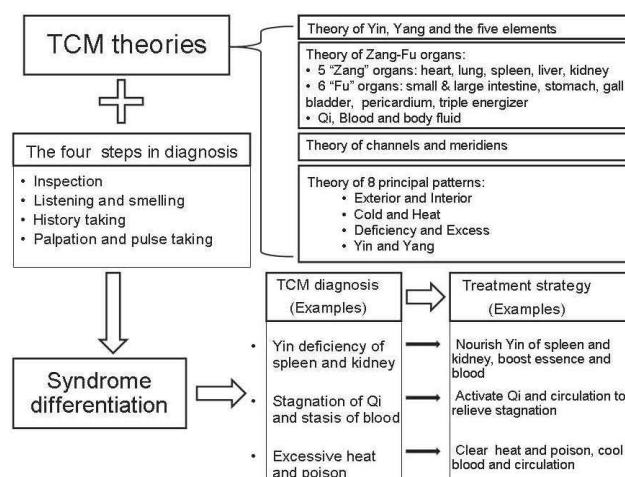 TCM theories
Theory of Yin, Yang and the five elements
Theory of Zang-Fu organs:
• 5 “Zang” organs: heart, lung, spleen, liver, kidney
• 6 “Fu” organs: small & large intestine, stomach, gall
bladder, pericardium, triple energizer
• Qi, Blood and body fluid
Theory of channels and meridiens
Theory of 8 principal patterns:
• Exterior and Interior
• Cold and Heat
• Deficiency and Excess
• Yin and Yang
The four steps in diagnosis
• Inspection
• Listening and smelling
• History taking
• Palpation and pulse taking
Syndrome
differentiation
TCM diagnosis
(Examples)
• Yin deficiency of
spleen and kidney
• Stagnation of Qi
and stasis of blood
• Excessive heat
and poison
Treatment strategy
(Examples)
Nourish Yin of spleen and
kidney, boost essence and
blood
Activate Qi and circulation to
relieve stagnation
Clear heat and poison, cool
blood and circulation